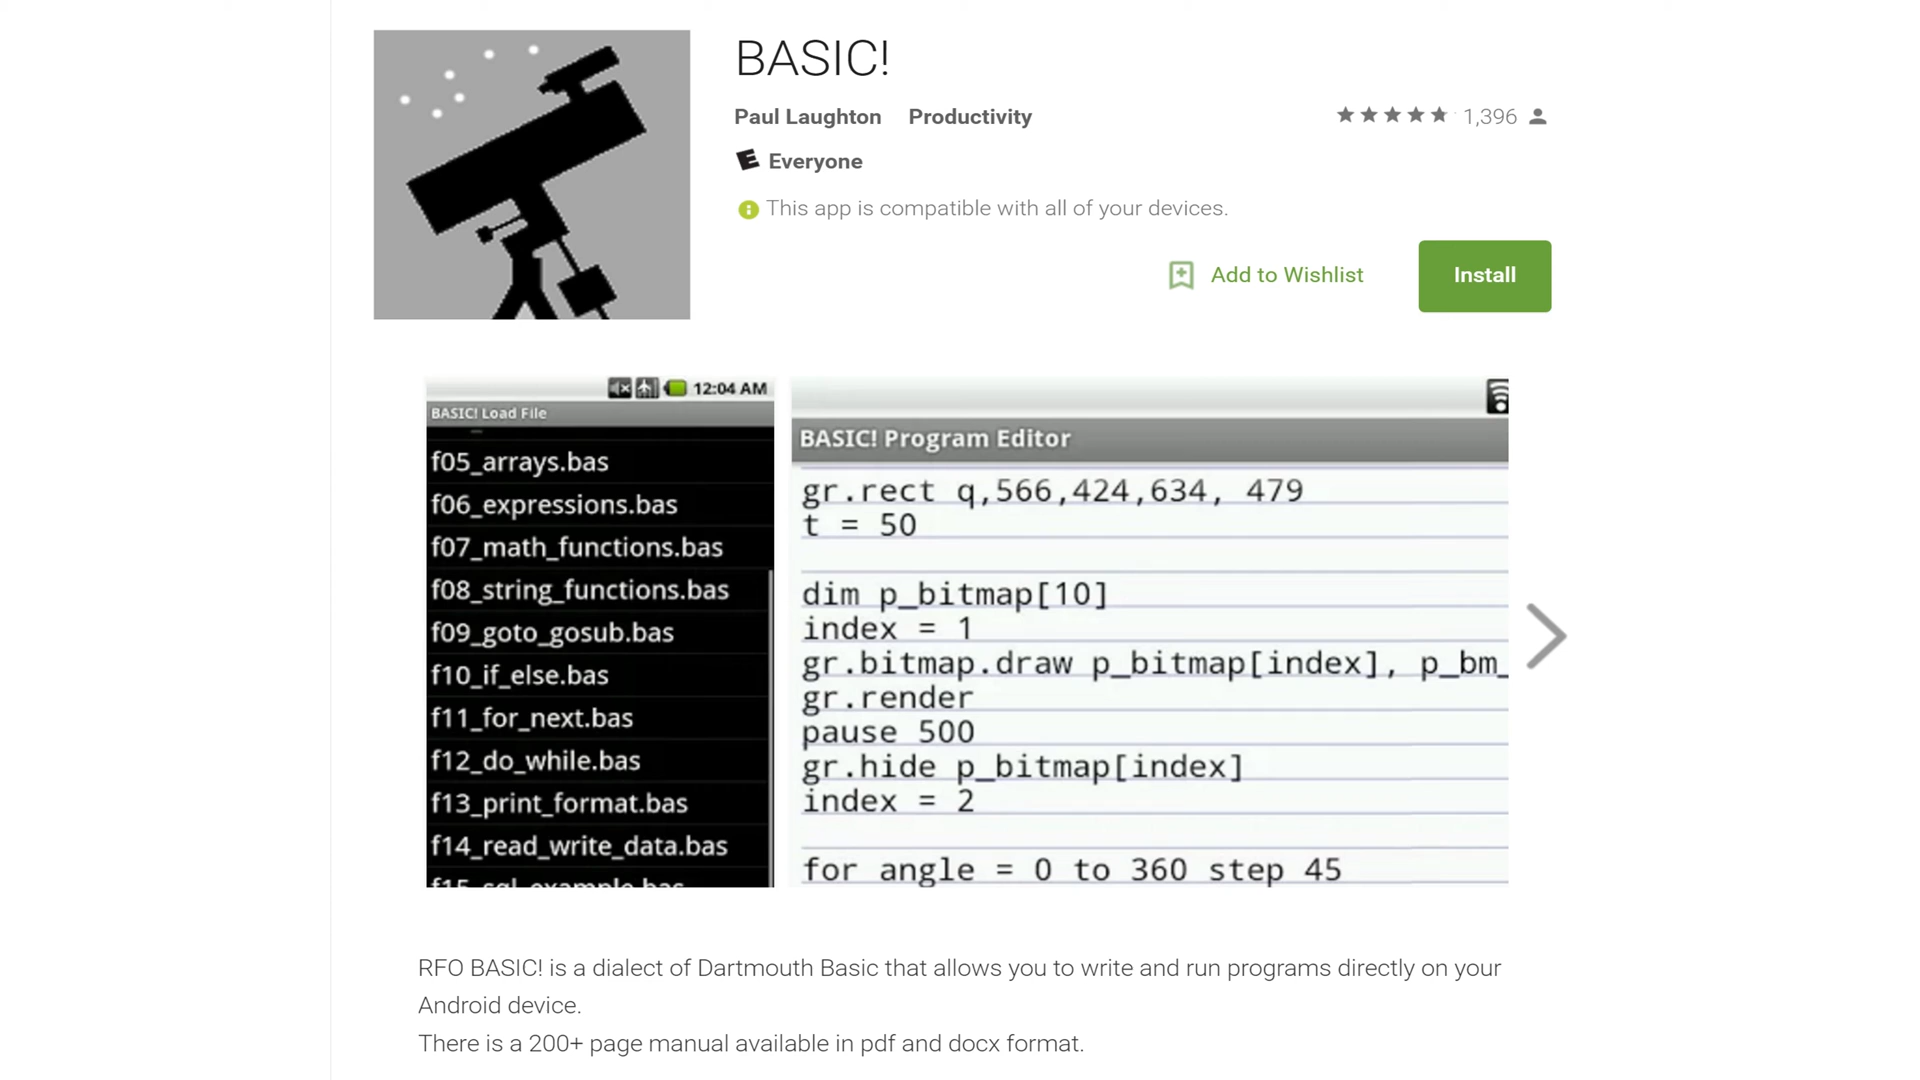 BASIC!
Paul Laughton Productivity
1,396
E Everyone
This app is compatible with all of your devices.
Add to Wishlist
Install
12:04 AM
BASIC! Load File
f05_arrays.bas
f06_expressions.bas
f07_math_functions.bas
f08_string_functions.bas
f09_goto_gosub.bas
f10_if_else.bas
f11_for_next.bas
f12_do_while.bas
f13_print_format.bas
f14_read_write_data.bas
f15_sql_example.bas
BASIC! Program Editor
gr.rect q,566,424,634, 479
t = 50
dim p_bitmap[10]
index = 1
gr.bitmap.draw p_bitmap[index], p_bm_
gr.render
pause 500
gr.hide p_bitmap[index]
index = 2
for angle = 0 to 360 step 45
RFO BASIC! is a dialect of Dartmouth Basic that allows you to write and run programs directly on your
Android device.
There is a 200+ page manual available in pdf and docx format.